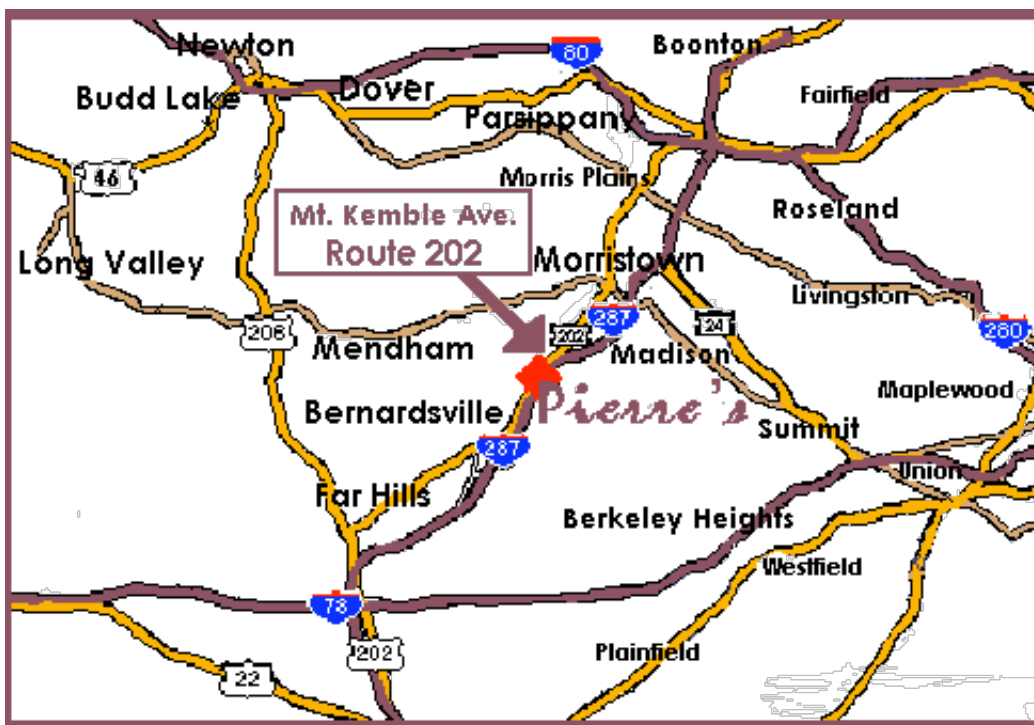 Newton
80
Boonton
Budd Lake
Dover
Fairfield
Parsippany
46
Morris Plains
Mt. Kemble Ave.
Route 202
Roseland
Long Valley
Morristown
Livingston
206
202
287
24
280
Mendham
Madison
Maplewood
Bernardsville
Pierre's
287
Summit
Union
Far Hills
Berkeley Heights
Westfield
78
202
Plainfield
22